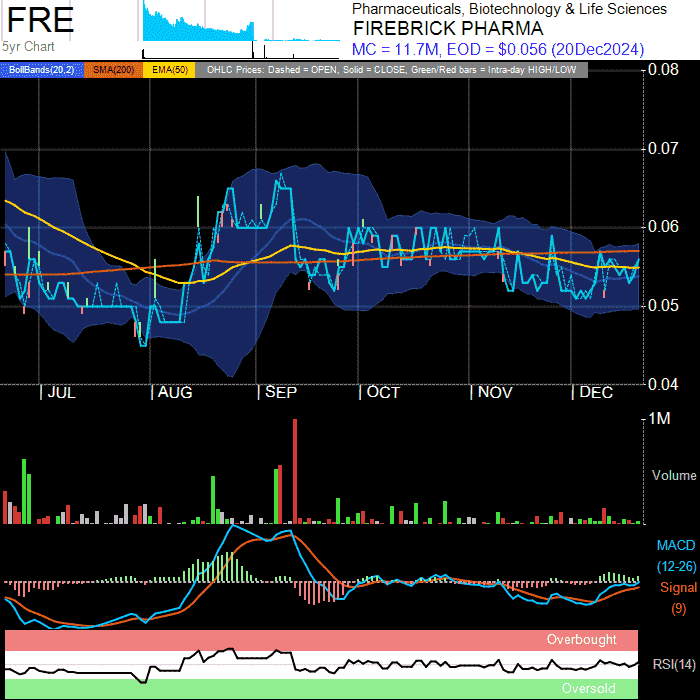 FRE
5yr Chart
Pharmaceuticals, Biotechnology & Life Sciences
FIREBRICK PHARMA
MC = 11.7M, EOD = $0.056 (20Dec2024)
BollBands(20,2) SMA(200) EMA(50) OHLC Prices: Dashed = OPEN, Solid = CLOSE, Green/Red bars = Intra-day HIGH/LOW
0.08
0.07
0.06
0.05
0.04
JUL AUG SEP OCT NOV DEC
1M
Volume
MACD
(12-26)
Signal
(9)
Overbought
RSI(14)
Oversold